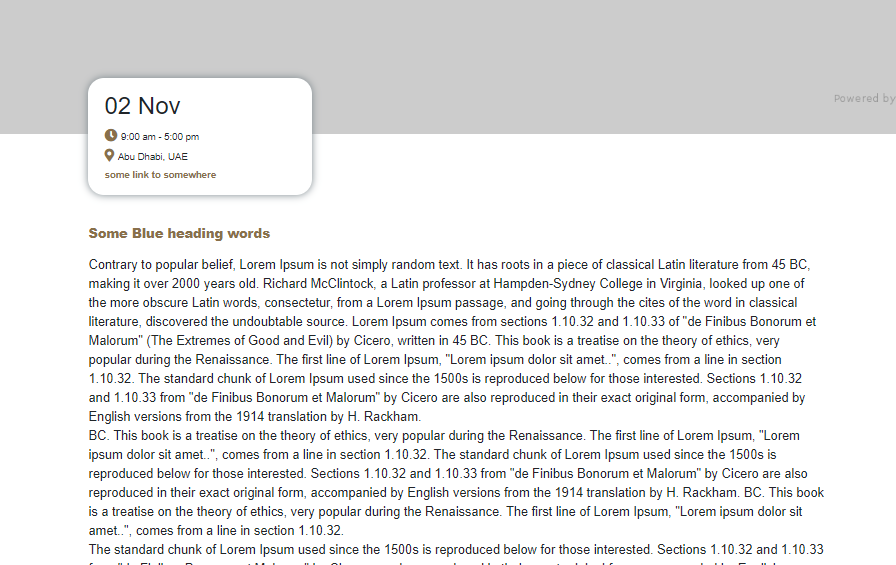 Powered by
02 Nov
9:00 am - 5:00 pm
Abu Dhabi, UAE
some link to somewhere
Some Blue heading words
Contrary to popular belief, Lorem Ipsum is not simply random text. It has roots in a piece of classical Latin literature from 45 BC,
making it over 2000 years old. Richard McClintock, a Latin professor at Hampden-Sydney College in Virginia, looked up one of
the more obscure Latin words, consectetur, from a Lorem Ipsum passage, and going through the cites of the word in classical
literature, discovered the undoubtable source. Lorem Ipsum comes from sections 1.10.32 and 1.10.33 of "de Finibus Bonorum et
Malorum" (The Extremes of Good and Evil) by Cicero, written in 45 BC. This book is a treatise on the theory of ethics, very
popular during the Renaissance. The first line of Lorem Ipsum, "Lorem ipsum dolor sit amet..", comes from a line in section
1.10.32. The standard chunk of Lorem Ipsum used since the 1500s is reproduced below for those interested. Sections 1.10.32
and 1.10.33 from "de Finibus Bonorum et Malorum" by Cicero are also reproduced in their exact original form, accompanied by
English versions from the 1914 translation by H. Rackham.
BC. This book is a treatise on the theory of ethics, very popular during the Renaissance. The first line of Lorem Ipsum, "Lorem
ipsum dolor sit amet..", comes from a line in section 1.10.32. The standard chunk of Lorem Ipsum used since the 1500s is
reproduced below for those interested. Sections 1.10.32 and 1.10.33 from "de Finibus Bonorum et Malorum" by Cicero are also
reproduced in their exact original form, accompanied by English versions from the 1914 translation by H. Rackham. BC. This book
is a treatise on the theory of ethics, very popular during the Renaissance. The first line of Lorem Ipsum, "Lorem ipsum dolor sit
amet..", comes from a line in section 1.10.32.
The standard chunk of Lorem Ipsum used since the 1500s is reproduced below for those interested. Sections 1.10.32 and 1.10.33